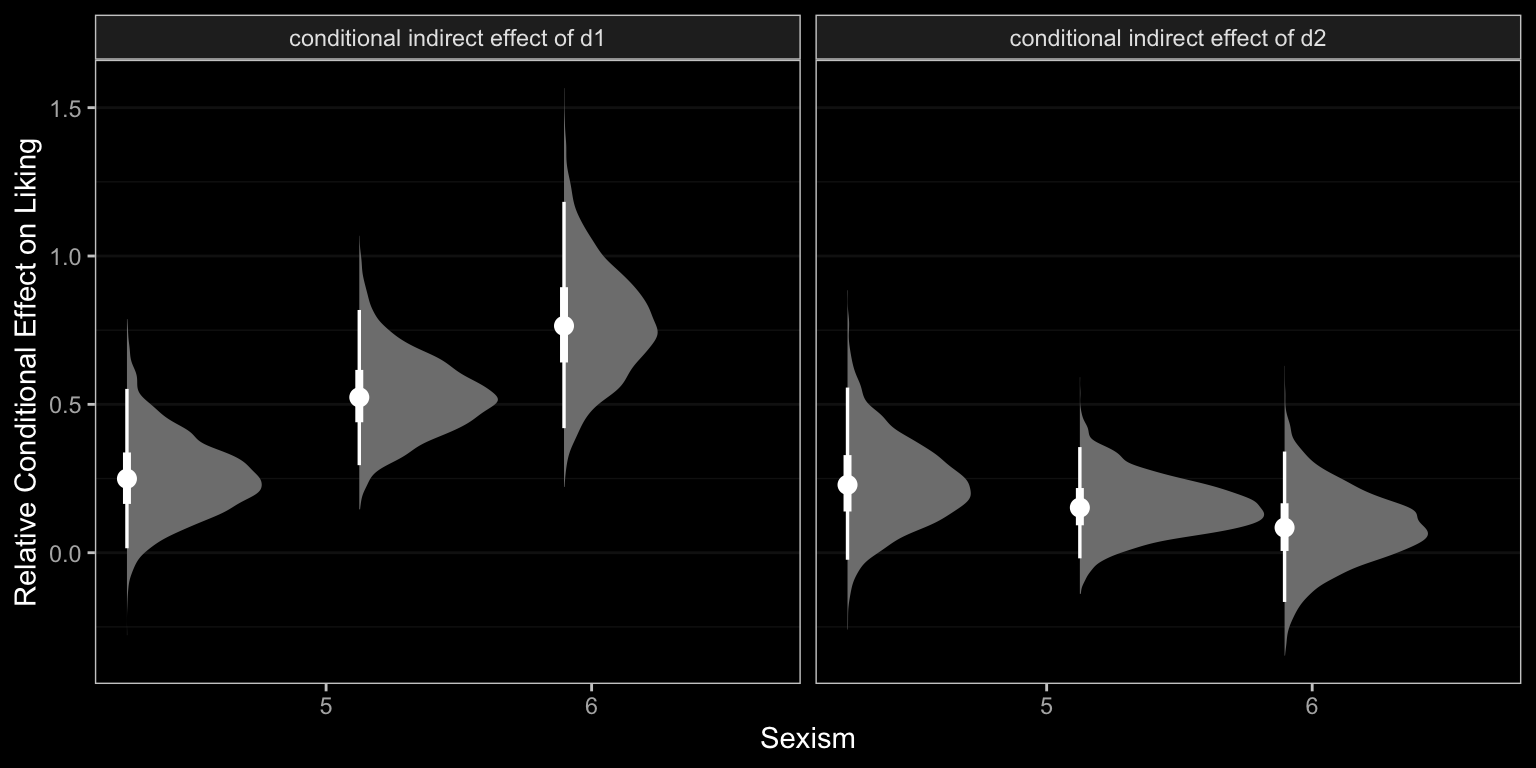 conditional indirect effect of d1
conditional indirect effect of d2
Relative Conditional Effect on Liking
1.5
1.0
0.5
0.0
5
6
5
6
Sexism